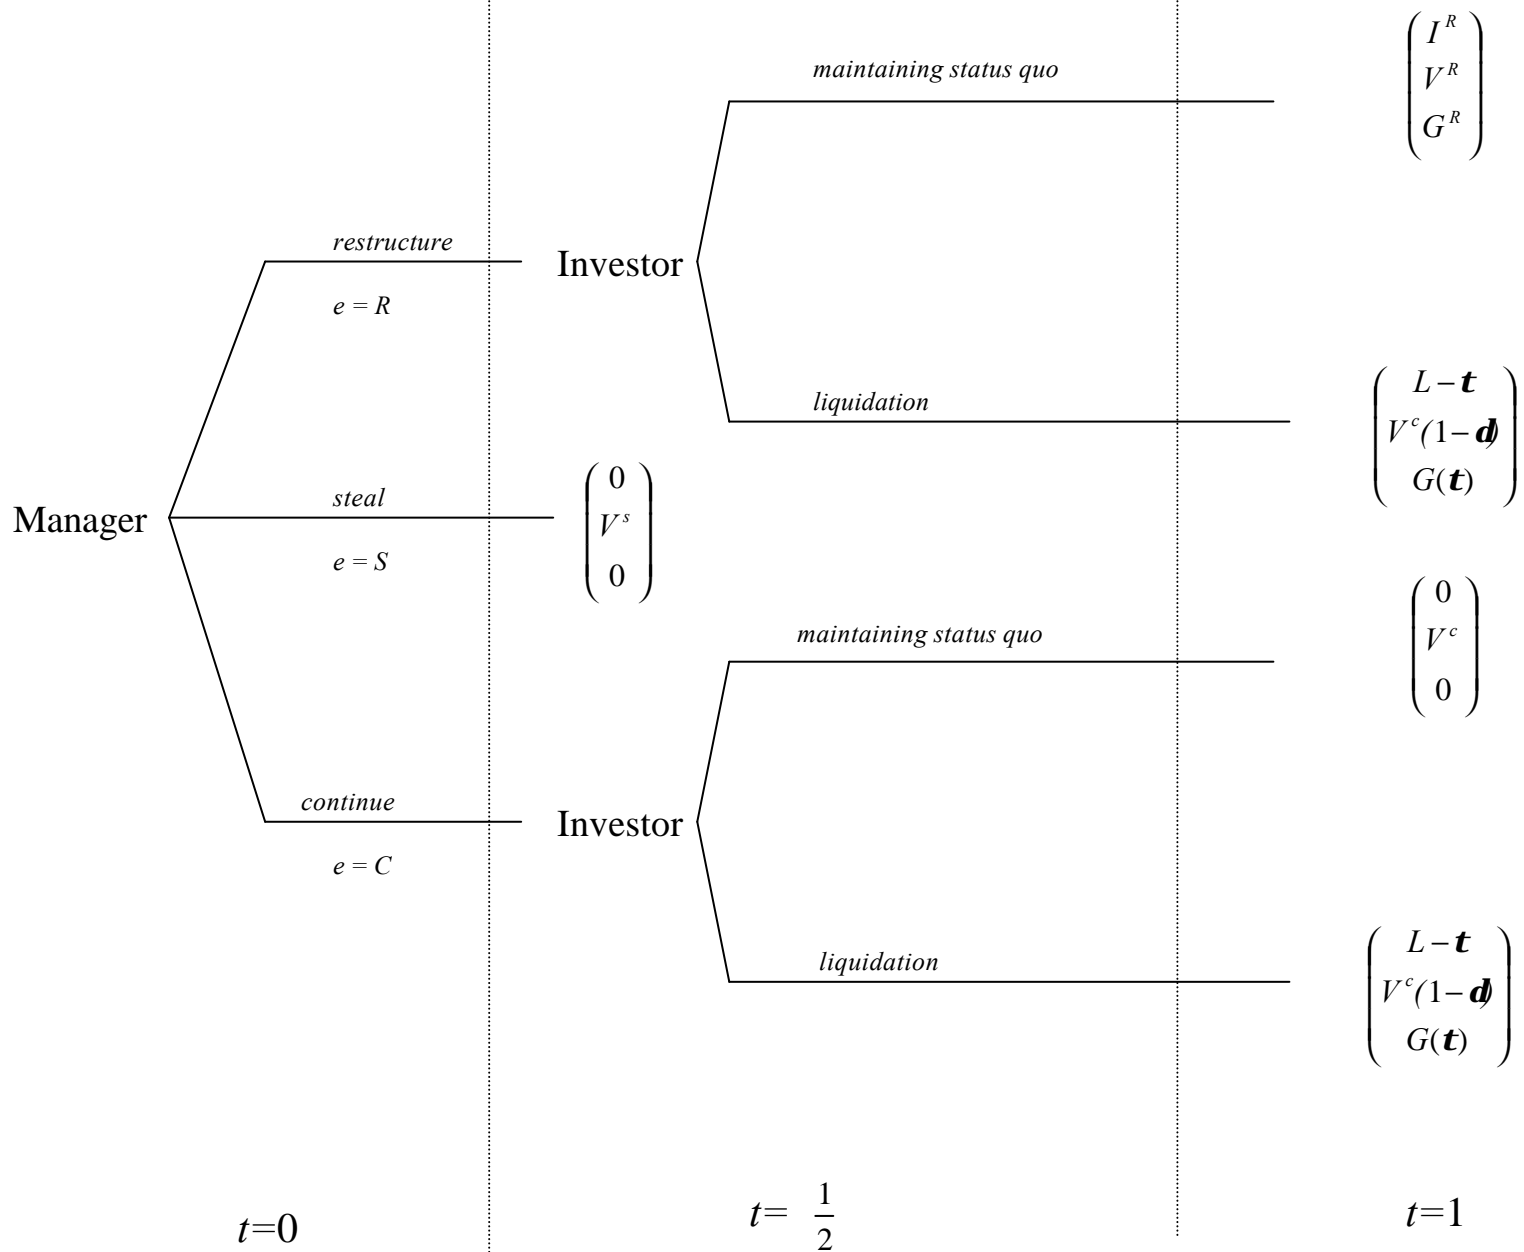 I^R
maintaining status quo
V^R
G^R
restructure
Investor
e = R
L – t
liquidation
V^c(1– d)
G(t)
0
steal
V^s
Manager
e = S
0
0
maintaining status quo
V^c
0
continue
Investor
e = C
L – t
liquidation
V^c(1– d)
G(t)
t=0
t= 1/2
t=1